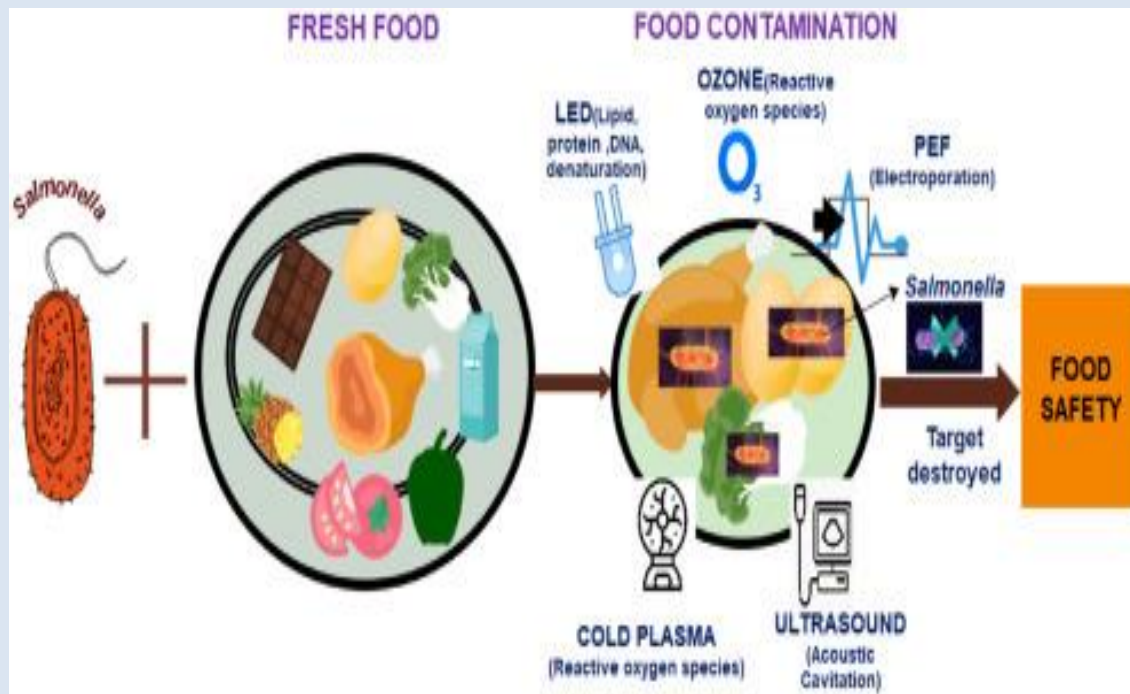 FRESH FOOD
FOOD CONTAMINATION
Salmonella
LED(Lipid,
protein ,DNA,
denaturation)
OZONE(Reactive
oxygen species)
3
PEF
(Electroporation)
Salmonella
Target
destroyed
FOOD
SAFETY
COLD PLASMA
(Reactive oxygen species)
ULTRASOUND
(Acoustic
Cavitation)